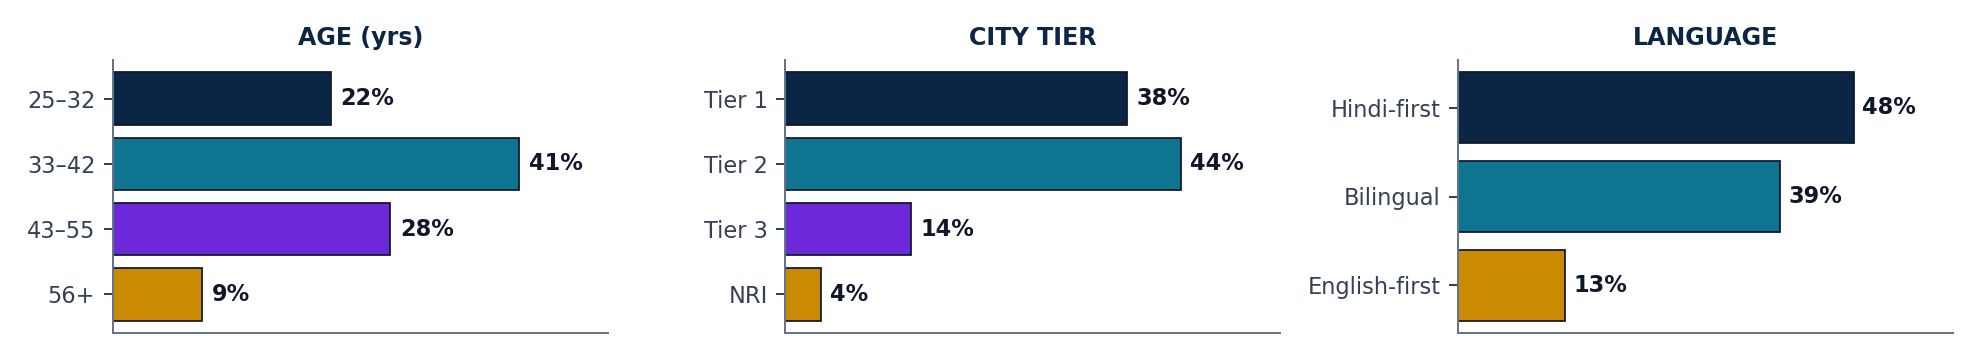 AGE (yrs)
25–32 22%
33–42 41%
43–55 28%
56+ 9%
CITY TIER
Tier 1 38%
Tier 2 44%
Tier 3 14%
NRI 4%
LANGUAGE
Hindi-first 48%
Bilingual 39%
English-first 13%